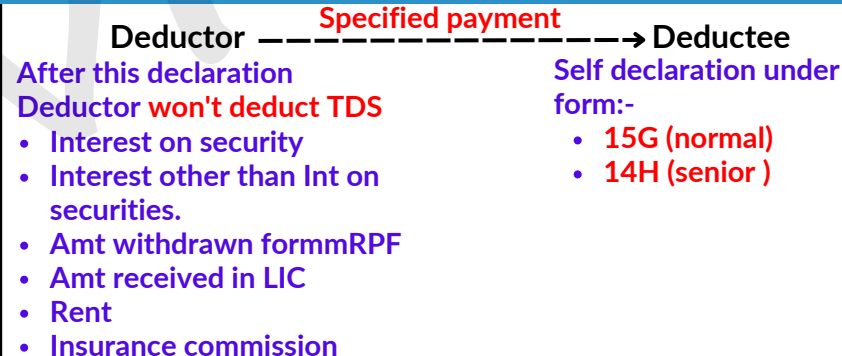 Specified payment
Deductor Deductee
After this declaration
Deductor won't deduct TDS
• Interest on security
• Interest other than Int on
securities.
• Amt withdrawn formmRPF
• Amt received in LIC
• Rent
• Insurance commission
Self declaration under
form:-
• 15G (normal)
• 14H (senior )